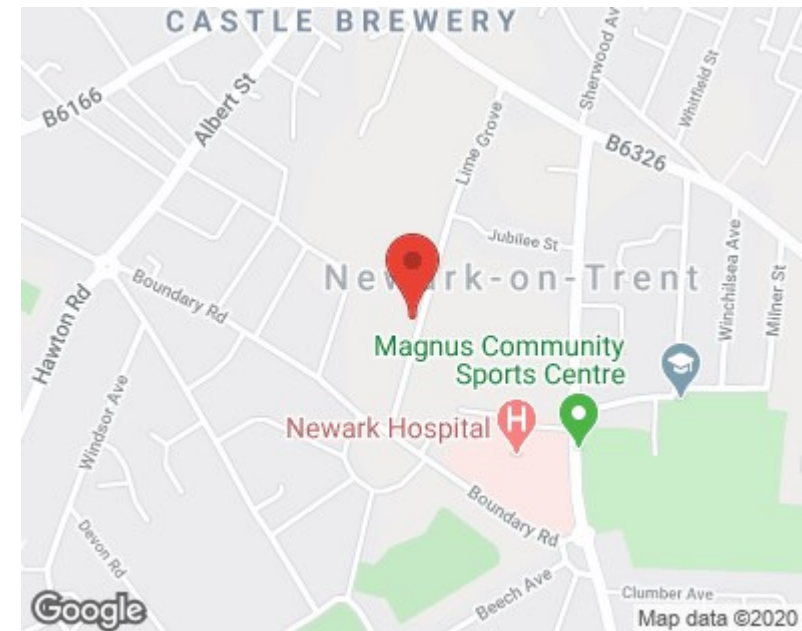 CASTLE BREWERY
B6166
Albert St
Sherwood Av
Whitfield St
Lime Grove
B6326
Jubilee St
Newark-on-Trent
Boundary Rd
Hawton Rd
Winchilsea Ave
Milner St
Magnus Community
Sports Centre
Windsor Ave
Newark Hospital
H
Boundary Rd
Devon Rd
Beech Ave
Clumber Ave
Google
Map data ©2020